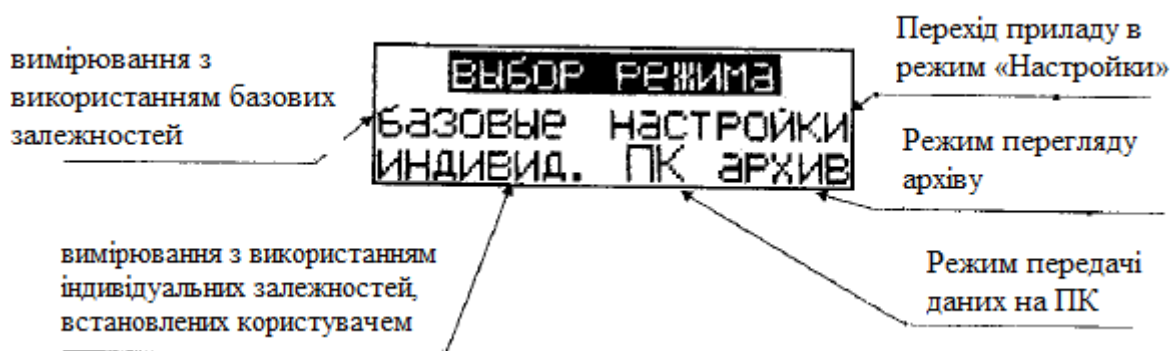 вимірювання з
використанням базових
залежностей
выбор режима
базовые настройки
индивид. ПК архив
Перехід приладу в
режим «Настройки»
Режим перегляду
архіву
вимірювання з використанням
індивідуальних залежностей,
встановлених користувачем
Режим передачі
даних на ПК